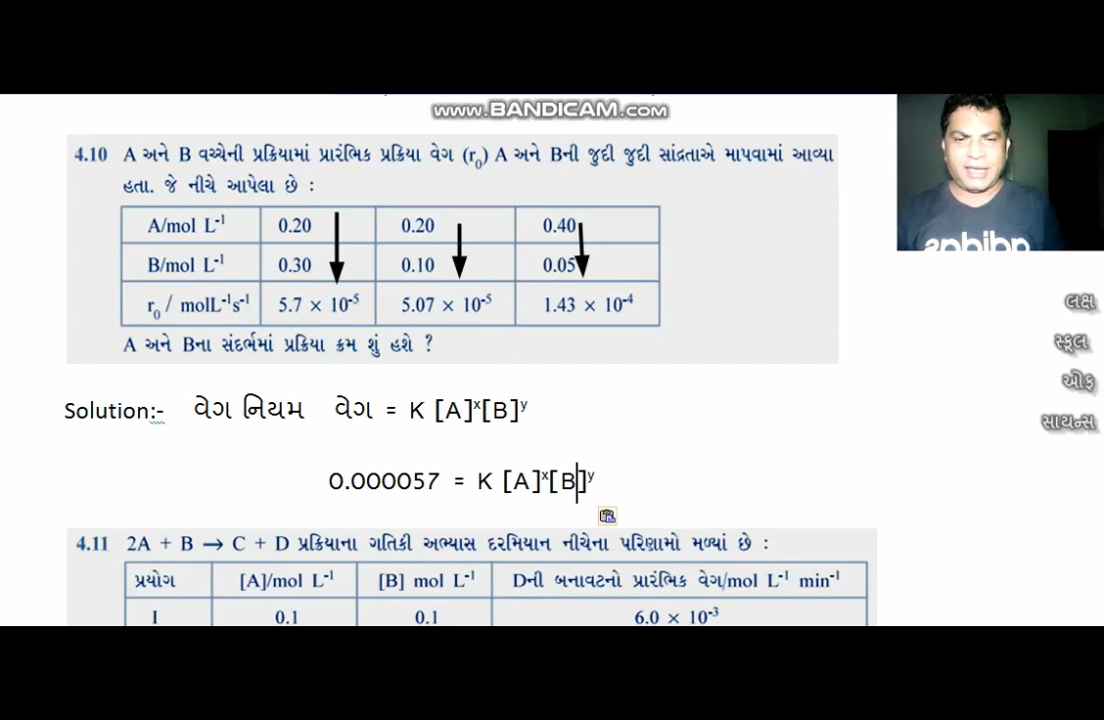 www.BANDICAM.com
4.10 A અને B વચ્ચેની પ્રક્રિયામાં પ્રારંભિક પ્રક્રિયા વેગ (r₀) A અને Bની જુદી જુદી સાંદ્રતાએ માપવામાં આવ્યા
હતા. જે નીચે આપેલા છે :
A/mol L⁻¹ 0.20 0.20 0.40
B/mol L⁻¹ 0.30 0.10 0.05
r₀ / molL⁻¹s⁻¹ 5.7 × 10⁻⁵ 5.07 × 10⁻⁵ 1.43 × 10⁻⁴
A અને Bના સંદર્ભમાં પ્રક્રિયા ક્રમ શું હશે ?
લક્ષ
સ્કૂલ
ઓફ
સાયન્સ
Solution:- વેગ નિયમ વેગ = K [A]ˣ[B]ʸ
0.000057 = K [A]ˣ[B]ʸ
4.11 2A + B → C + D પ્રક્રિયાના ગતિકી અભ્યાસ દરમિયાન નીચેના પરિણામો મળ્યાં છે :
પ્રયોગ [A]/mol L⁻¹ [B] mol L⁻¹ Dની બનાવટનો પ્રારંભિક વેગ/mol L⁻¹ min⁻¹
I 0.1 0.1 6.0 × 10⁻³